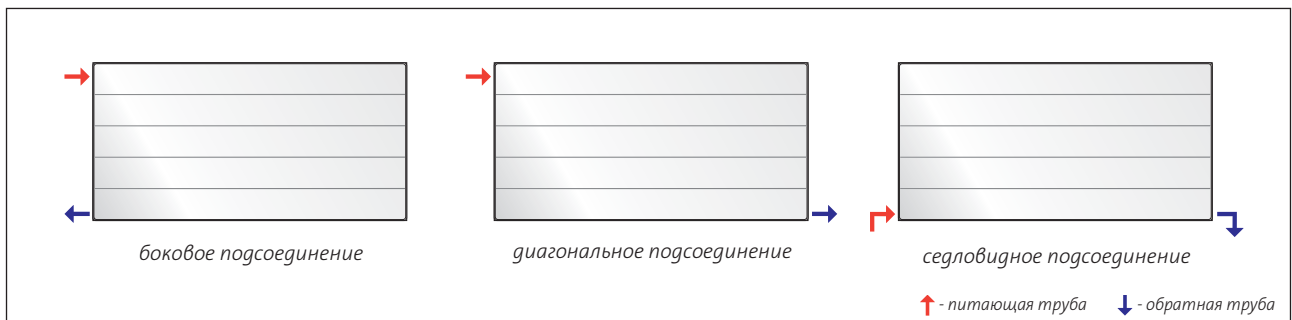 боковое подсоединение
диагональное подсоединение
седловидное подсоединение
- питающая труба
- обратная труба